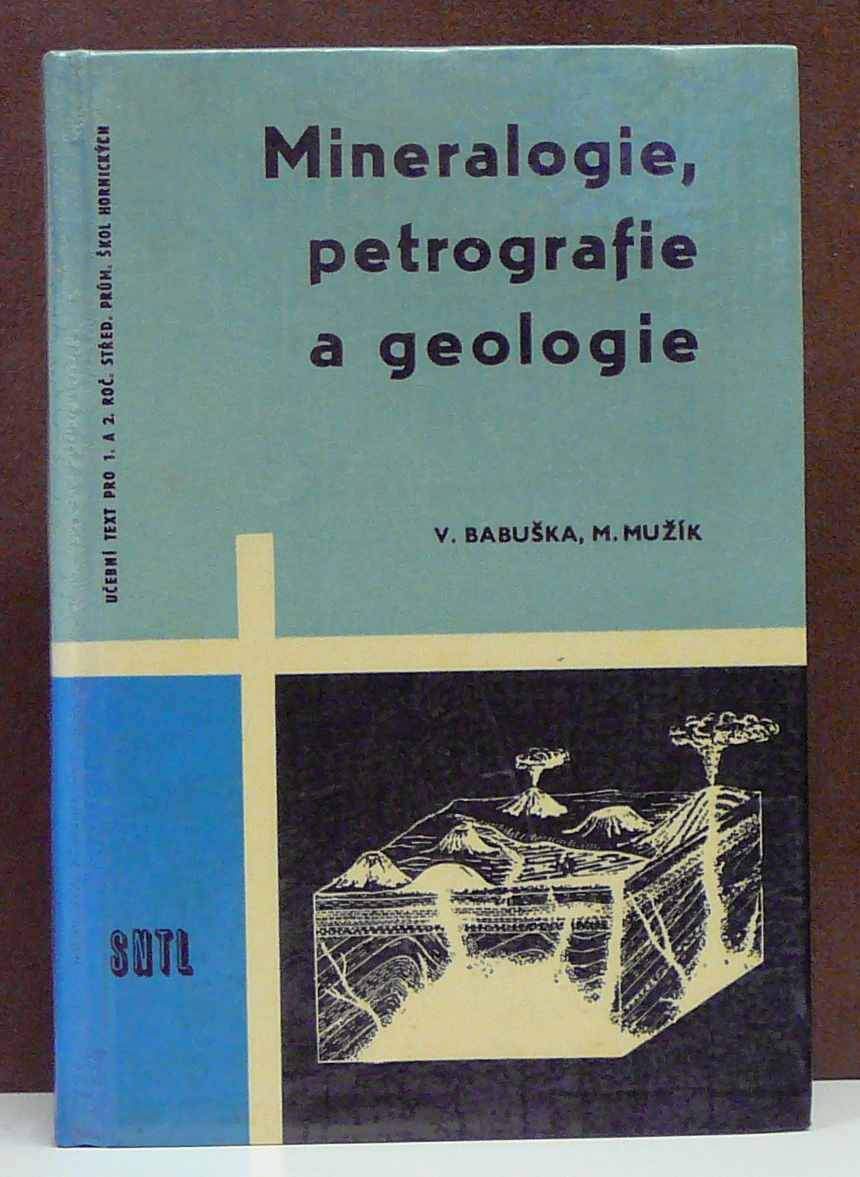 Mineralogie,
petrografie
a geologie
V. BABUŠKA, M. MUŽÍK
UČEBNÍ TEXT PRO 1. A 2. ROČ. STŘED. PRŮM. ŠKOL HORNICKÝCH
SNTL